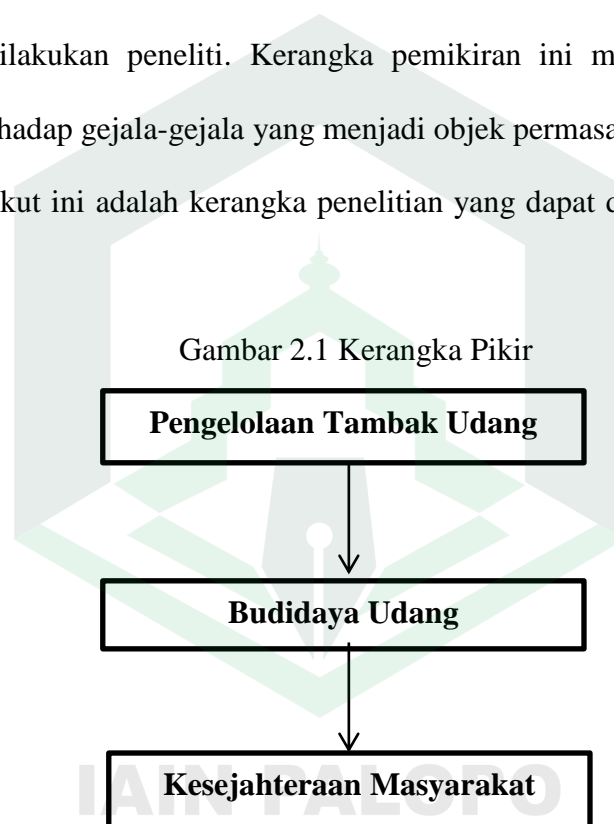 ilakukan peneliti. Kerangka pemikiran ini m
hadap gejala-gejala yang menjadi objek permasa
kut ini adalah kerangka penelitian yang dapat d
Gambar 2.1 Kerangka Pikir
Pengelolaan Tambak Udang
Budidaya Udang
Kesejahteraan Masyarakat
IAIN PALOPO